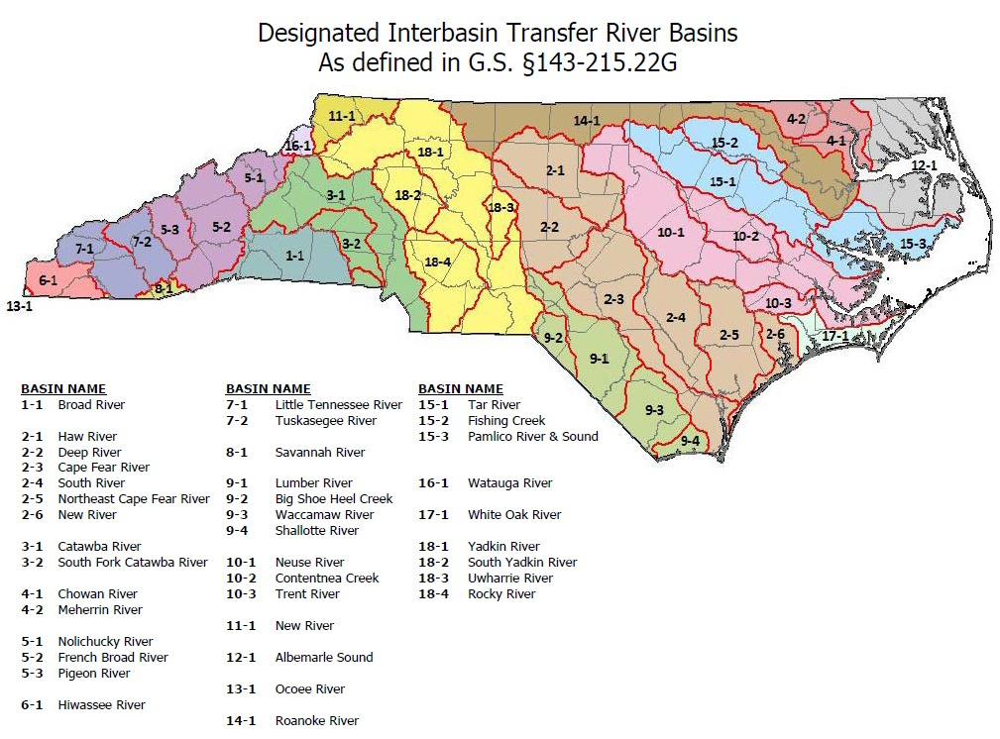 Designated Interbasin Transfer River Basins
As defined in G.S. §143-215.22G
11-1
14-1
4-2
4-1
16-1
18-1
15-2
12-1
5-1
3-1
18-2
18-3
2-1
15-1
5-3
5-2
7-2
7-1
3-2
2-2
10-1
10-2
15-3
1-1
18-4
6-1
8-1
13-1
2-3
2-4
10-3
2-5
2-6
17-1
9-2
9-1
9-3
9-4
BASIN NAME
1-1 Broad River
2-1 Haw River
2-2 Deep River
2-3 Cape Fear River
2-4 South River
2-5 Northeast Cape Fear River
2-6 New River
3-1 Catawba River
3-2 South Fork Catawba River
4-1 Chowan River
4-2 Meherrin River
5-1 Nolichucky River
5-2 French Broad River
5-3 Pigeon River
6-1 Hiwassee River
BASIN NAME
7-1 Little Tennessee River
7-2 Tuskasegee River
8-1 Savannah River
9-1 Lumber River
9-2 Big Shoe Heel Creek
9-3 Waccamaw River
9-4 Shallotte River
10-1 Neuse River
10-2 Contentnea Creek
10-3 Trent River
11-1 New River
12-1 Albemarle Sound
13-1 Ocoee River
14-1 Roanoke River
BASIN NAME
15-1 Tar River
15-2 Fishing Creek
15-3 Pamlico River & Sound
16-1 Watauga River
17-1 White Oak River
18-1 Yadkin River
18-2 South Yadkin River
18-3 Uwharrie River
18-4 Rocky River